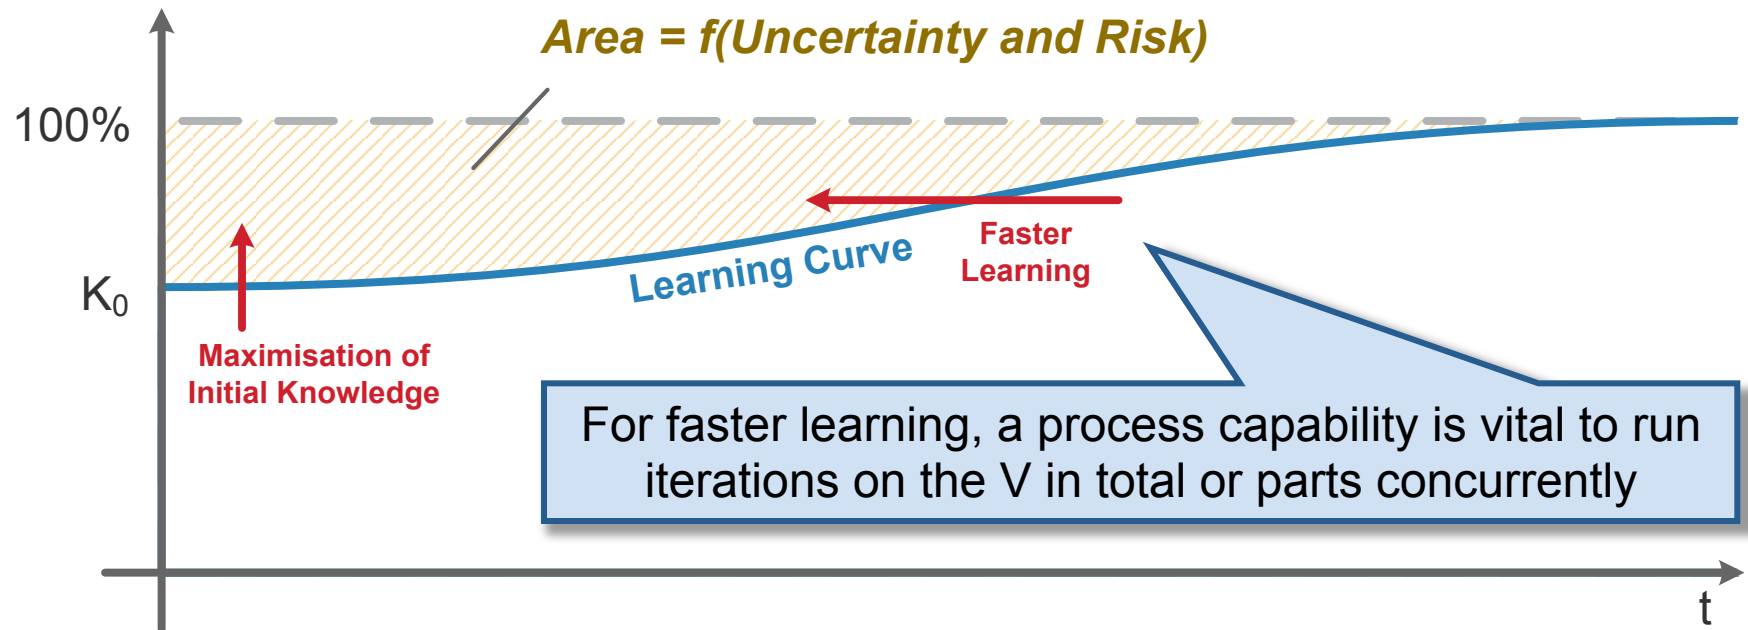 Area = f(Uncertainty and Risk)
100%
K₀
Learning Curve
Faster
Learning
Maximisation of
Initial Knowledge
For faster learning, a process capability is vital to run
iterations on the V in total or parts concurrently
t